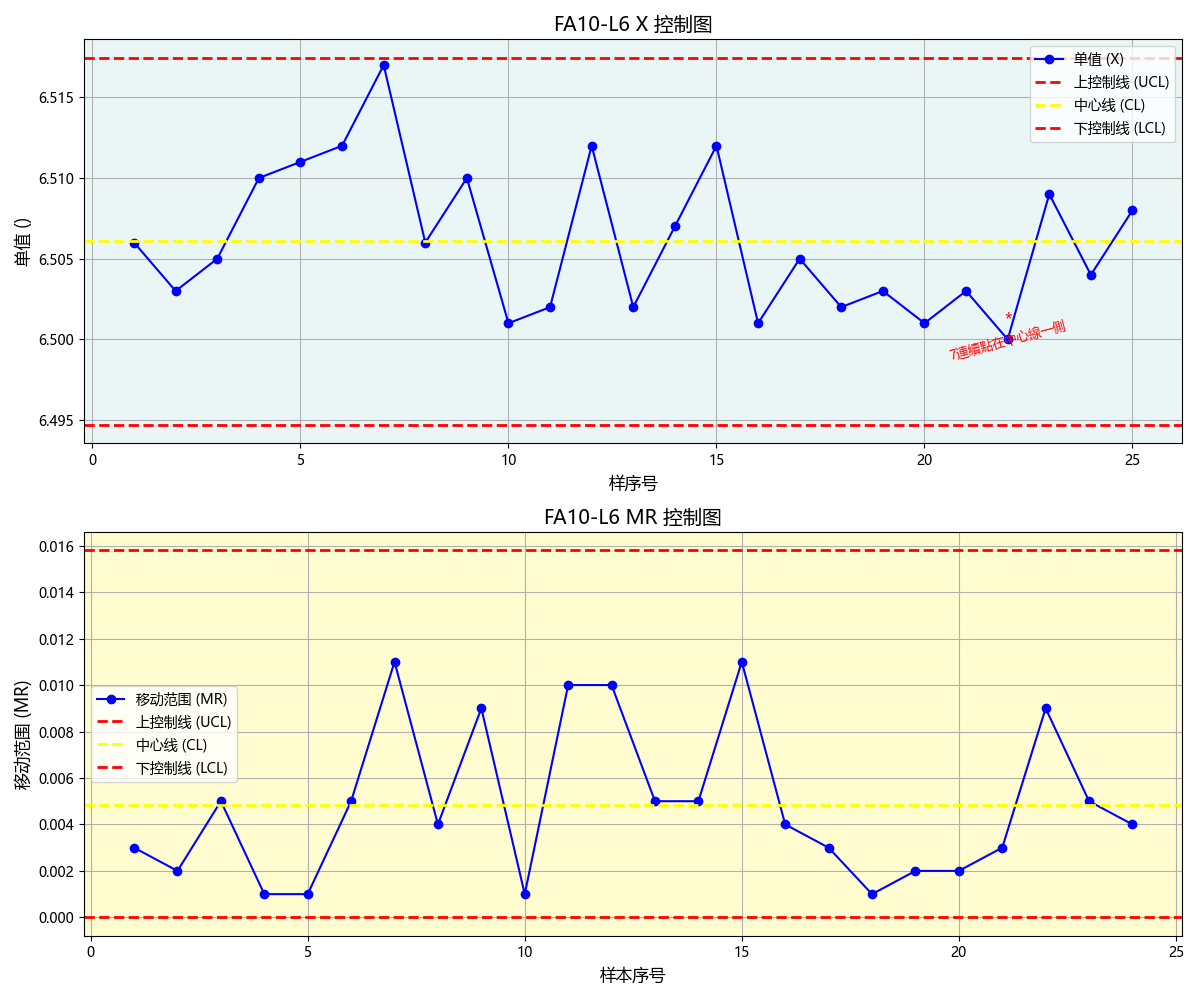 FA10-L6 X 控制图
单值 (X)
上控制线 (UCL)
中心线 (CL)
下控制线 (LCL)
单值 ()
6.515
6.510
6.505
6.500
6.495
*
7連續點在中心線一側
0 5 10 15 20 25
样序号
FA10-L6 MR 控制图
移动范围 (MR)
0.016
0.014
0.012
0.010
0.008
0.006
0.004
0.002
0.000
移动范围 (MR)
上控制线 (UCL)
中心线 (CL)
下控制线 (LCL)
0 5 10 15 20 25
样本序号